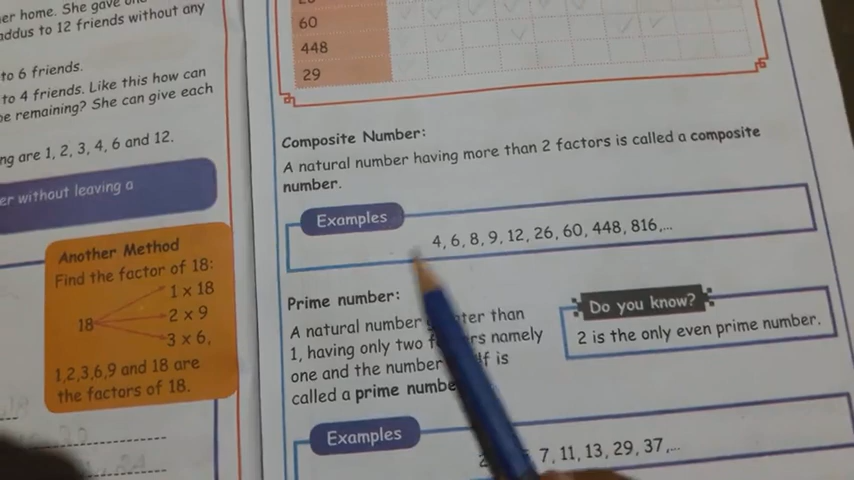 er home. She gave
addus to 12 friends without any
to 6 friends.
to 4 friends. Like this how can
be remaining? She can give each
ng are 1, 2, 3, 4, 6 and 12.
er without leaving a
Another Method
Find the factor of 18:
1 x 18
18
2 x 9
3 x 6,
1,2,3,6,9 and 18 are
the factors of 18.
60
448
29
Composite Number:
A natural number having more than 2 factors is called a composite
number.
Examples
4, 6, 8, 9, 12, 26, 60, 448, 816,...
Prime number:
A natural number greater than
1, having only two factors namely
one and the number itself is
called a prime number
Do you know?
2 is the only even prime number.
Examples
7, 11, 13, 29, 37,...